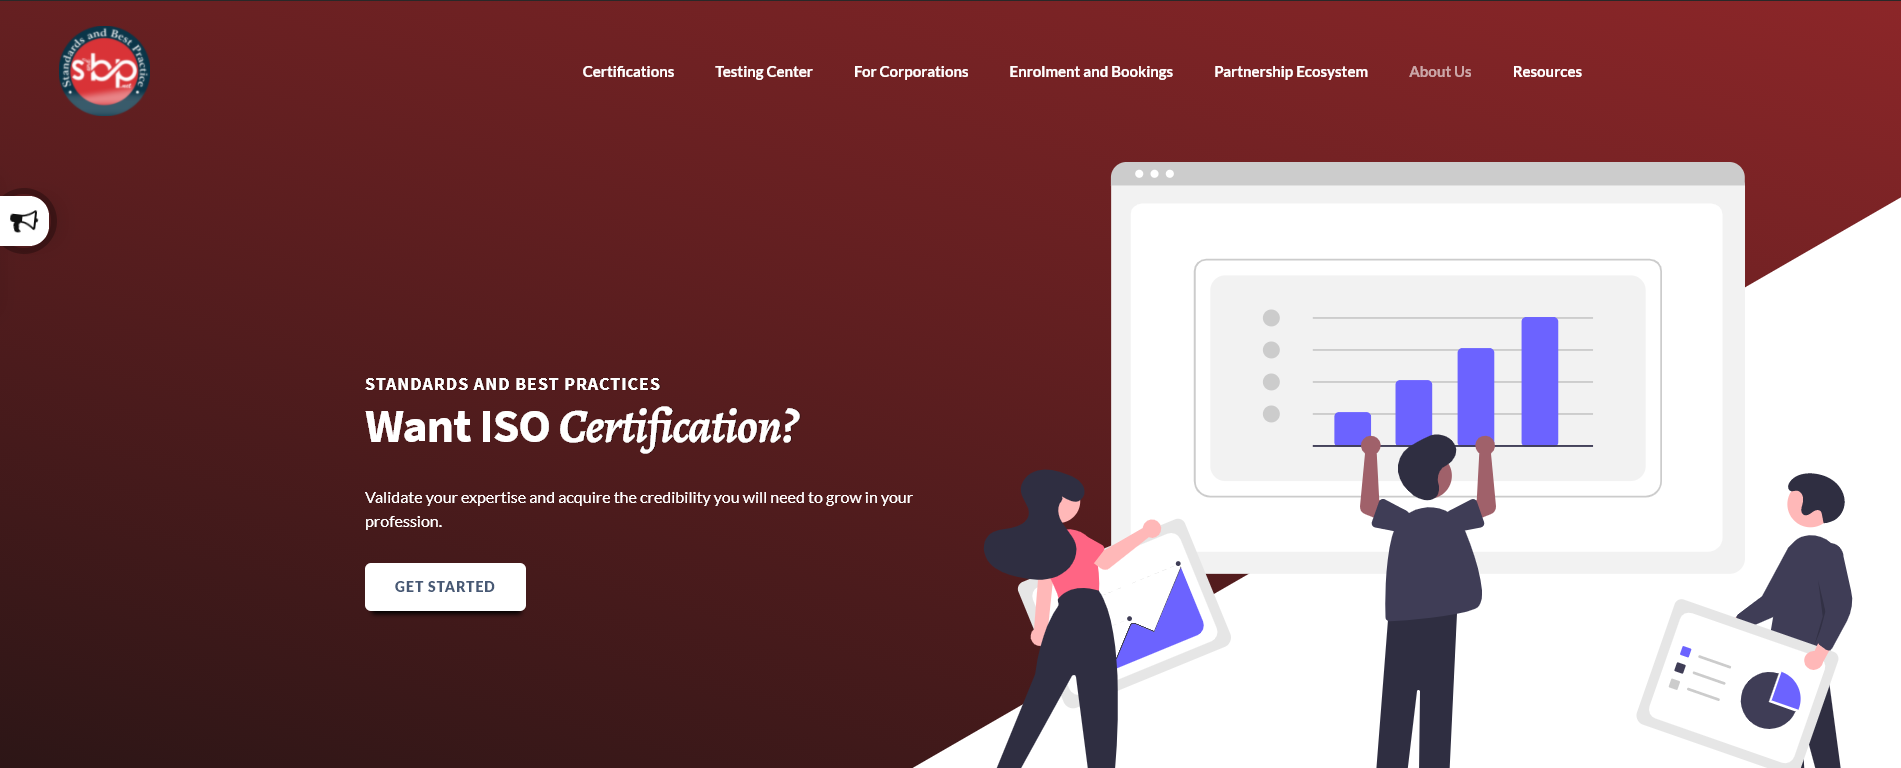 Standards and Best Practice
sbp
Certifications
Testing Center
For Corporations
Enrolment and Bookings
Partnership Ecosystem
About Us
Resources
STANDARDS AND BEST PRACTICES
Want ISO Certification?
Validate your expertise and acquire the credibility you will need to grow in your
profession.
GET STARTED